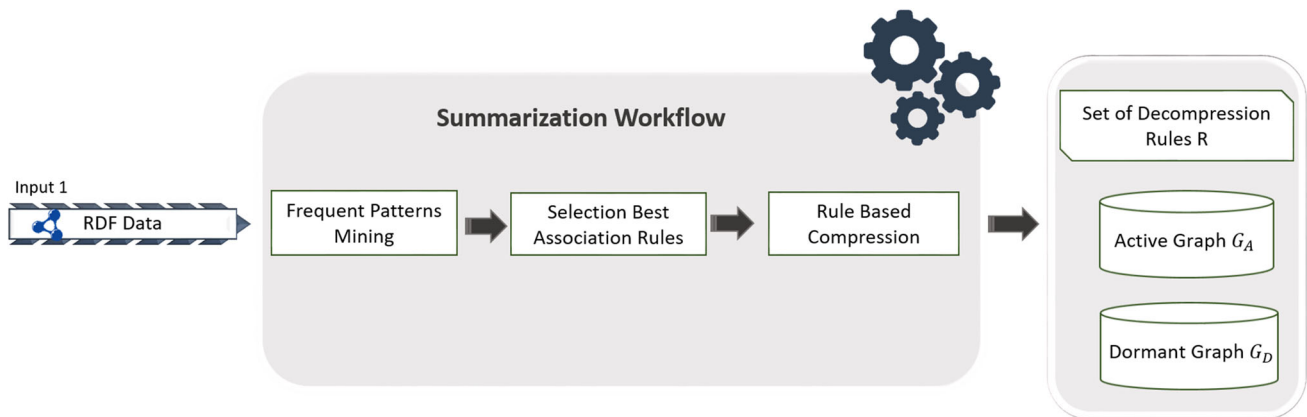 Summarization Workflow
Input 1
RDF Data
Frequent Patterns
Mining
Selection Best
Association Rules
Rule Based
Compression
Set of Decompression
Rules R
Active Graph G_A
Dormant Graph G_D